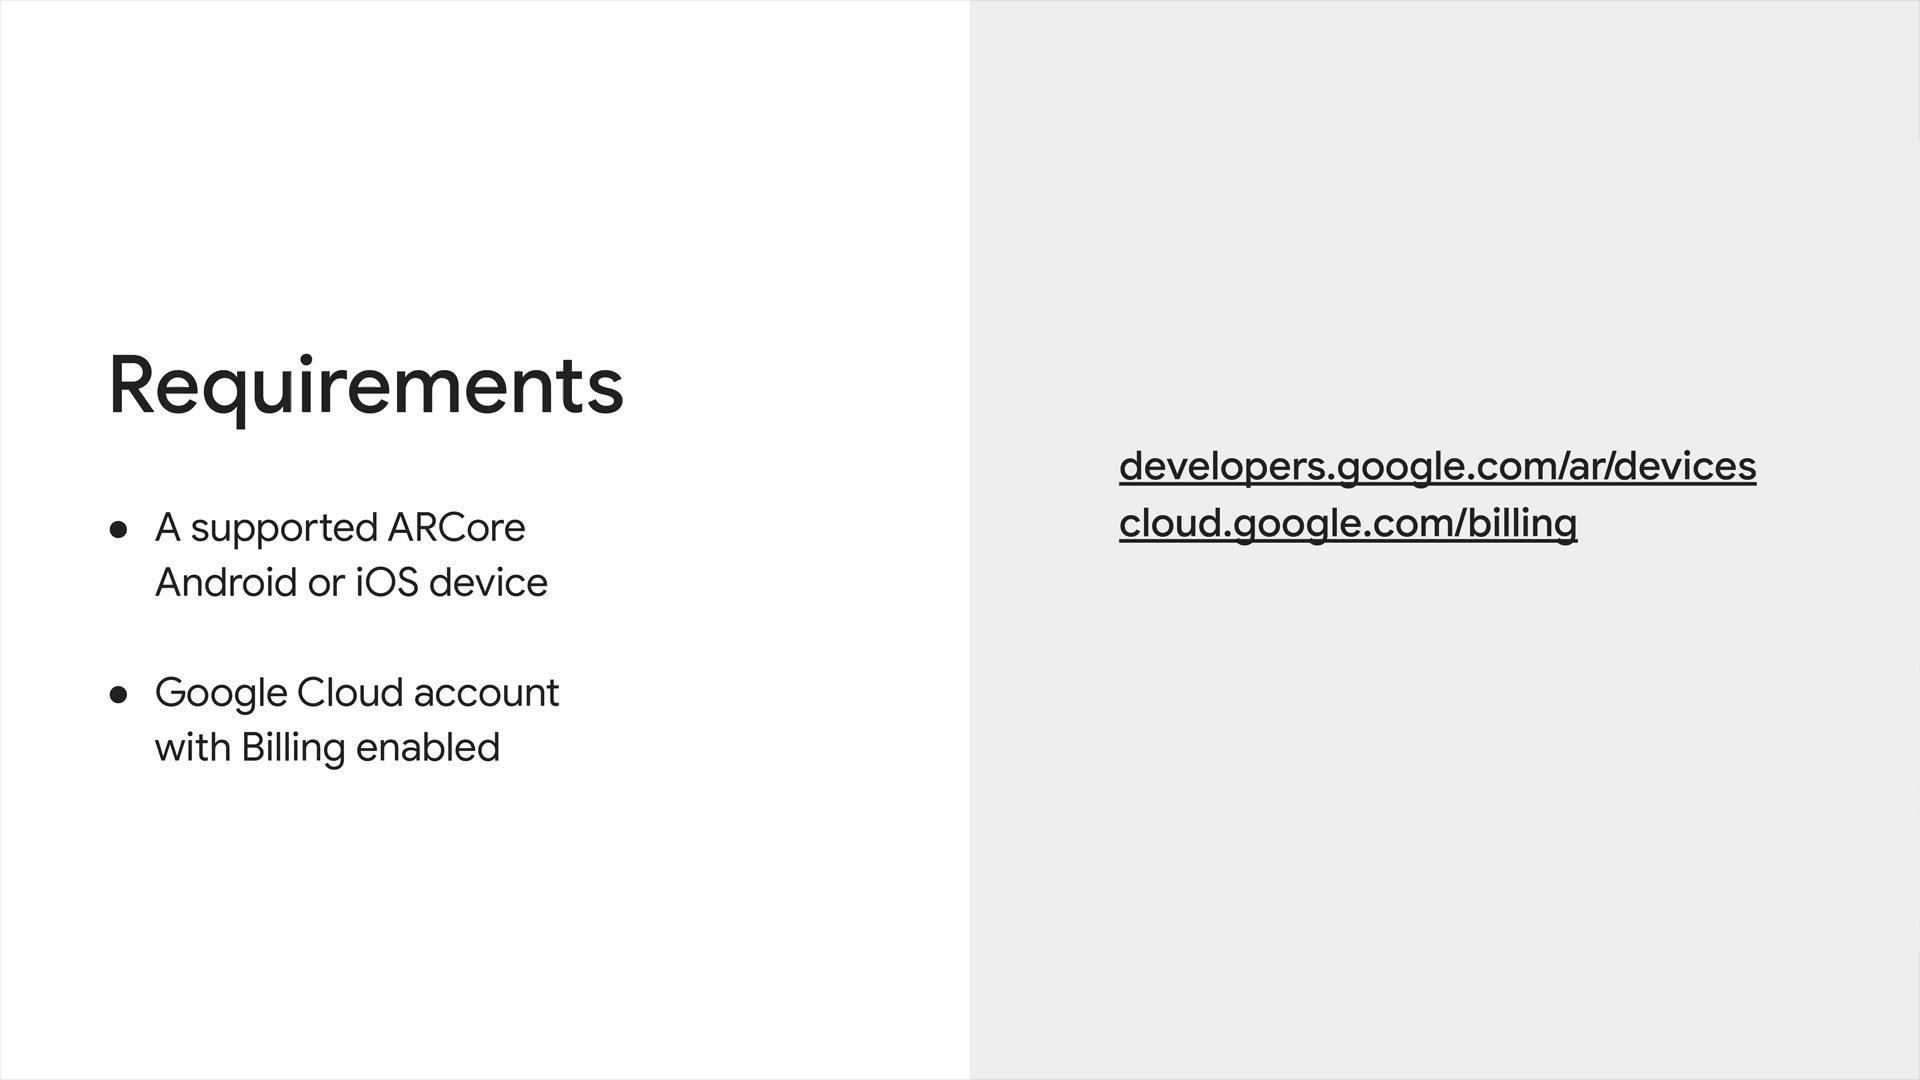 Requirements
● A supported ARCore
Android or iOS device
● Google Cloud account
with Billing enabled
developers.google.com/ar/devices
cloud.google.com/billing